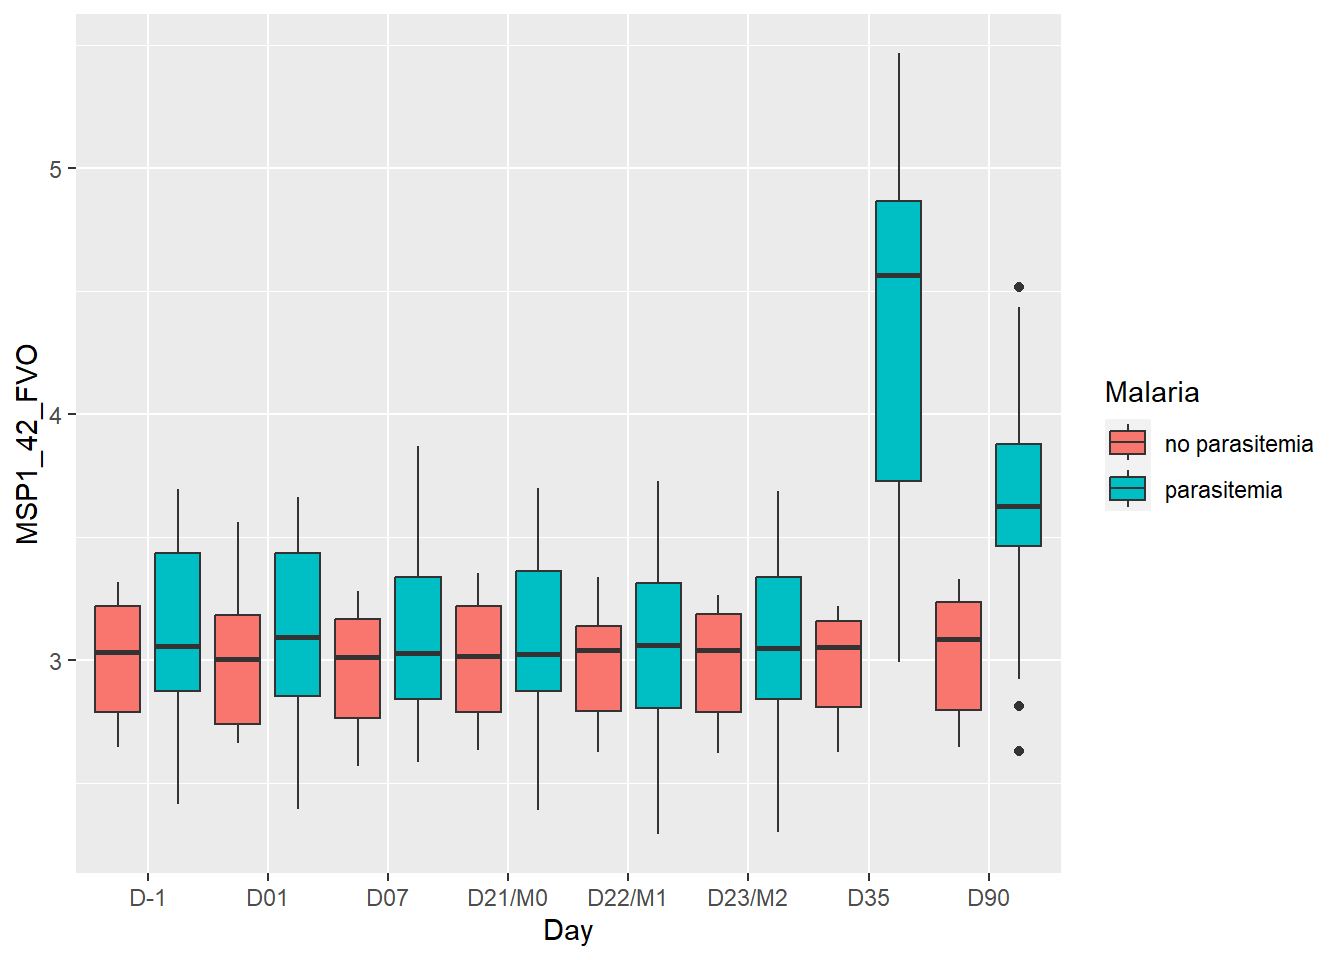 MSP1_42_FVO
5
4
3
D-1 D01 D07 D21/M0 D22/M1 D23/M2 D35 D90
Day
Malaria
no parasitemia
parasitemia